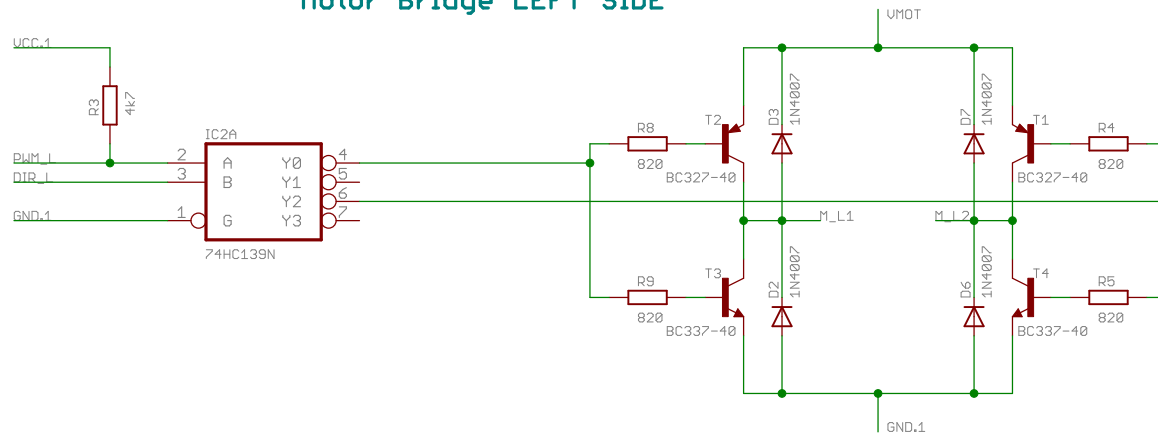 Motor Bridge LEFT SIDE
VMOT
VCC.1
R3
4k7
IC2A
PWM_L
DIR_L
GND.1
2
3
1
A
B
G
Y0
Y1
Y2
Y3
4
5
6
7
74HC139N
R8
820
T2
BC327-40
D3
1N4007
D7
1N4007
T1
BC327-40
R4
820
M_L1
M_L2
R9
820
T3
BC337-40
D2
1N4007
D6
1N4007
T4
BC337-40
R5
820
GND.1